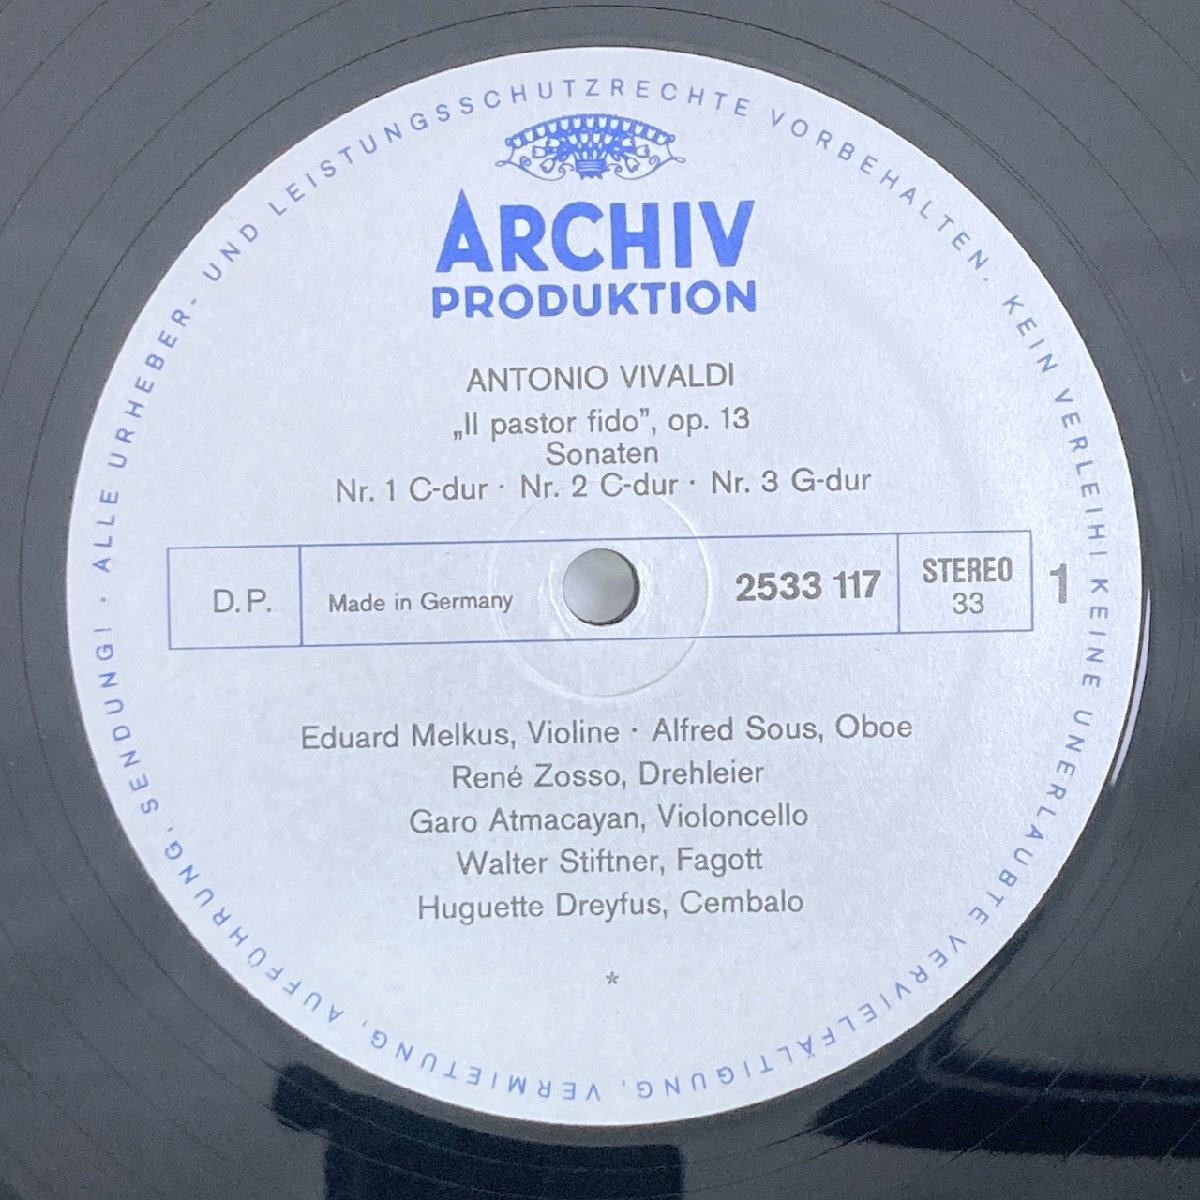 ALLE URHEBER- UND LEISTUNGSSCHUTZRECHTE VORBEHALTEN. KEIN VERLEIH! KEINE UNERLAUBTE VERVIELFÄLTIGUNG, VERMIETUNG, AUFFÜHRUNG, SENDUNG! ·
ARCHIV
PRODUKTION
ANTONIO VIVALDI
„Il pastor fido”, op. 13
Sonaten
Nr. 1 C-dur · Nr. 2 C-dur · Nr. 3 G-dur
D.P. Made in Germany 2533 117 STEREO 1
33
Eduard Melkus, Violine · Alfred Sous, Oboe
René Zosso, Drehleier
Garo Atmacayan, Violoncello
Walter Stiftner, Fagott
Huguette Dreyfus, Cembalo
*